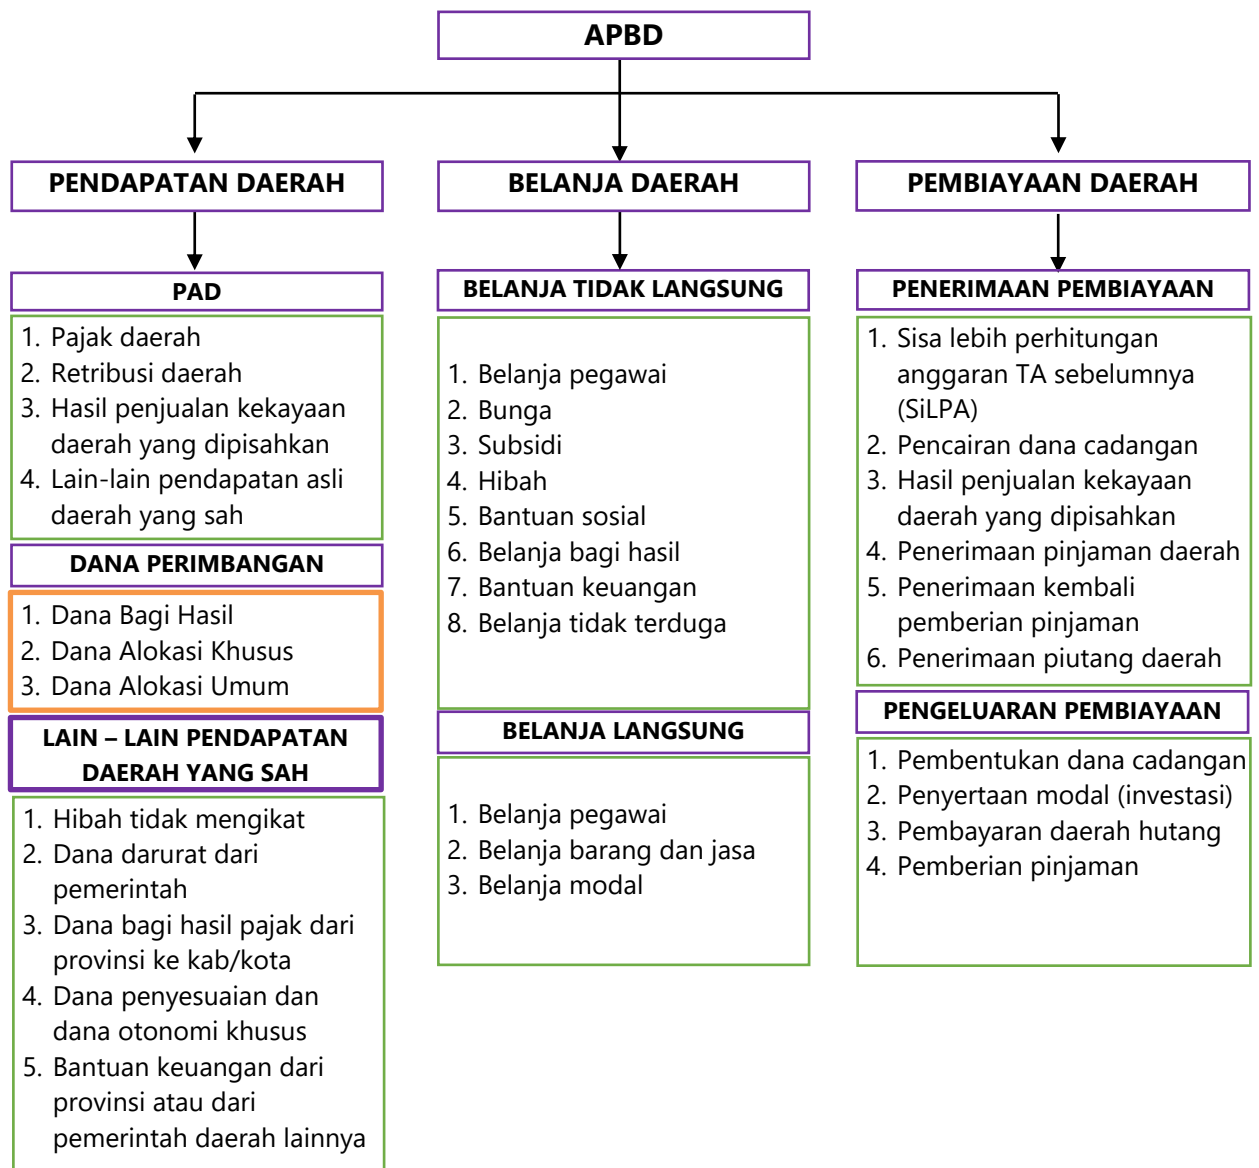 APBD
PENDAPATAN DAERAH
PAD
1. Pajak daerah
2. Retribusi daerah
3. Hasil penjualan kekayaan
daerah yang dipisahkan
4. Lain-lain pendapatan asli
daerah yang sah
DANA PERIMBANGAN
1. Dana Bagi Hasil
2. Dana Alokasi Khusus
3. Dana Alokasi Umum
LAIN – LAIN PENDAPATAN
DAERAH YANG SAH
1. Hibah tidak mengikat
2. Dana darurat dari
pemerintah
3. Dana bagi hasil pajak dari
provinsi ke kab/kota
4. Dana penyesuaian dan
dana otonomi khusus
5. Bantuan keuangan dari
provinsi atau dari
pemerintah daerah lainnya
BELANJA DAERAH
BELANJA TIDAK LANGSUNG
1. Belanja pegawai
2. Bunga
3. Subsidi
4. Hibah
5. Bantuan sosial
6. Belanja bagi hasil
7. Bantuan keuangan
8. Belanja tidak terduga
BELANJA LANGSUNG
1. Belanja pegawai
2. Belanja barang dan jasa
3. Belanja modal
PEMBIAYAAN DAERAH
PENERIMAAN PEMBIAYAAN
1. Sisa lebih perhitungan
anggaran TA sebelumnya
(SiLPA)
2. Pencairan dana cadangan
3. Hasil penjualan kekayaan
daerah yang dipisahkan
4. Penerimaan pinjaman daerah
5. Penerimaan kembali
pemberian pinjaman
6. Penerimaan piutang daerah
PENGELUARAN PEMBIAYAAN
1. Pembentukan dana cadangan
2. Penyertaan modal (investasi)
3. Pembayaran daerah hutang
4. Pemberian pinjaman